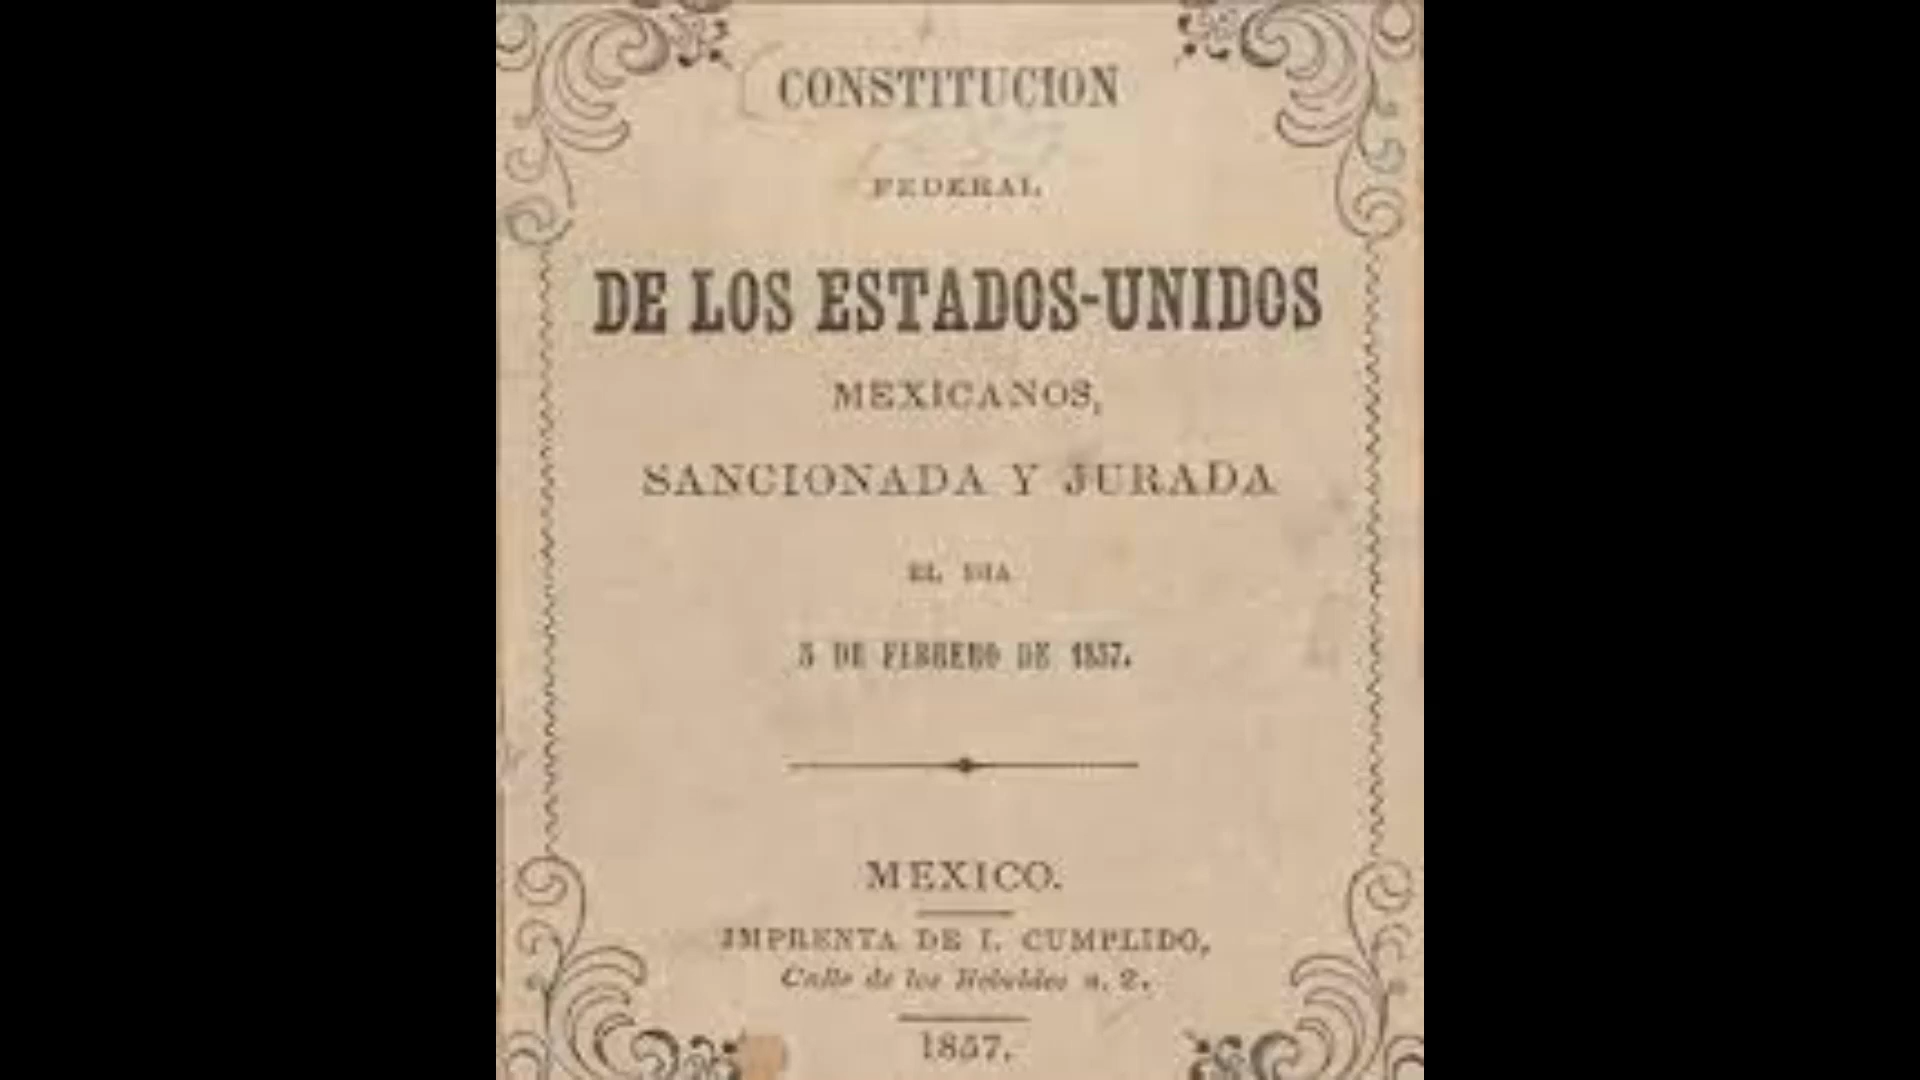 CONSTITUCION
FEDERAL
DE LOS ESTADOS-UNIDOS
MEXICANOS,
SANCIONADA Y JURADA
EL DIA
5 DE FEBRERO DE 1857.
MEXICO.
IMPRENTA DE I. CUMPLIDO,
Calle de los Rebeldes n. 2.
1857.